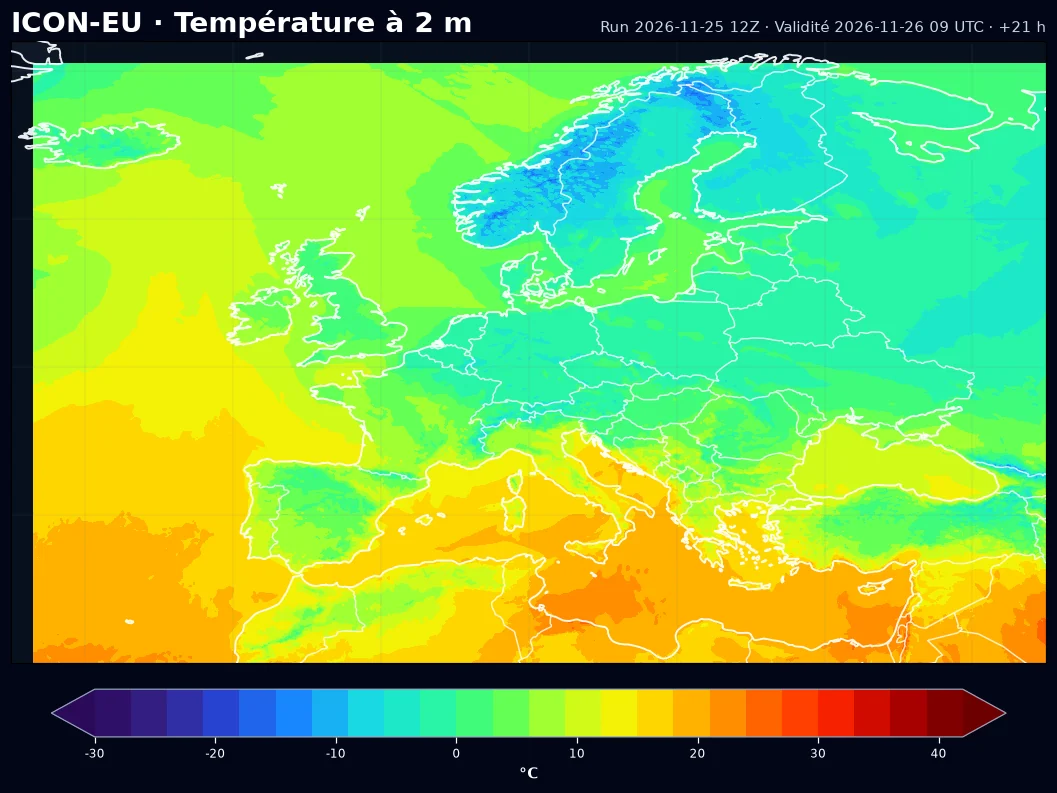 ICON-EU · Température à 2 m
Run 2026-11-25 12Z · Validité 2026-11-26 09 UTC · +21 h
-30 -20 -10 0 10 20 30 40
°C